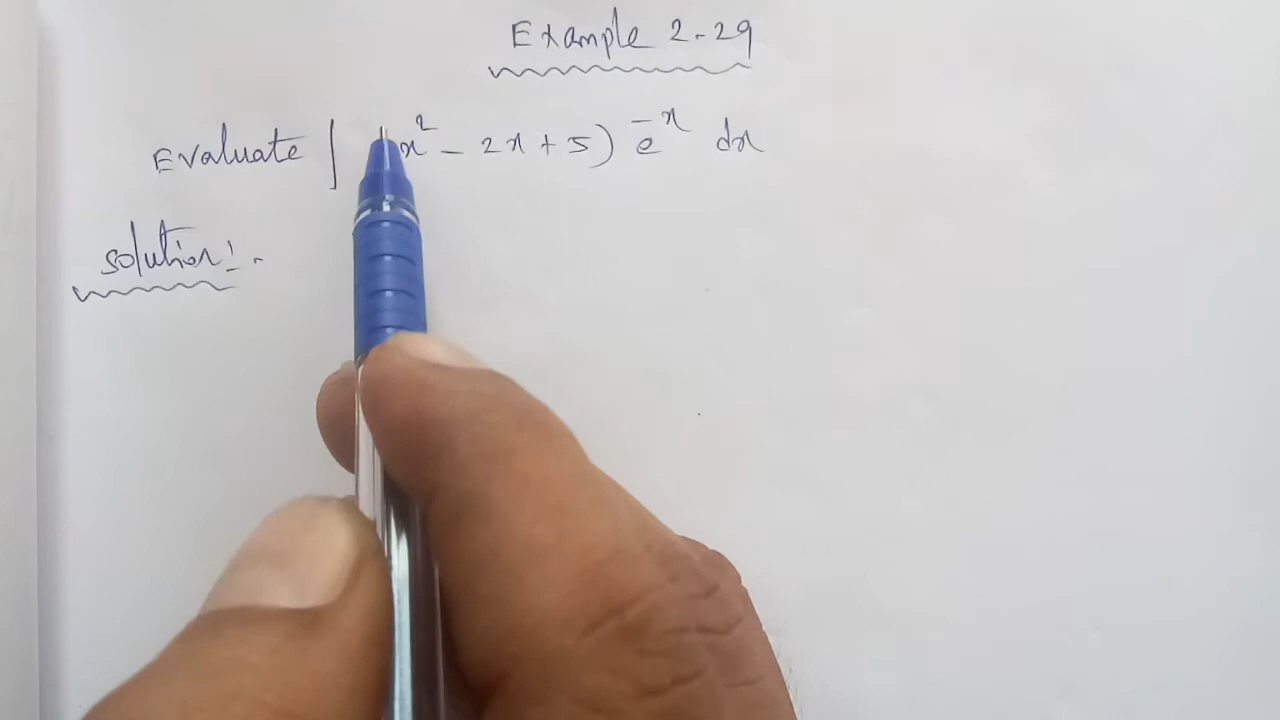 Example 2.29
Evaluate ∫ x² - 2x + 5) e⁻ˣ dx
Solution:-